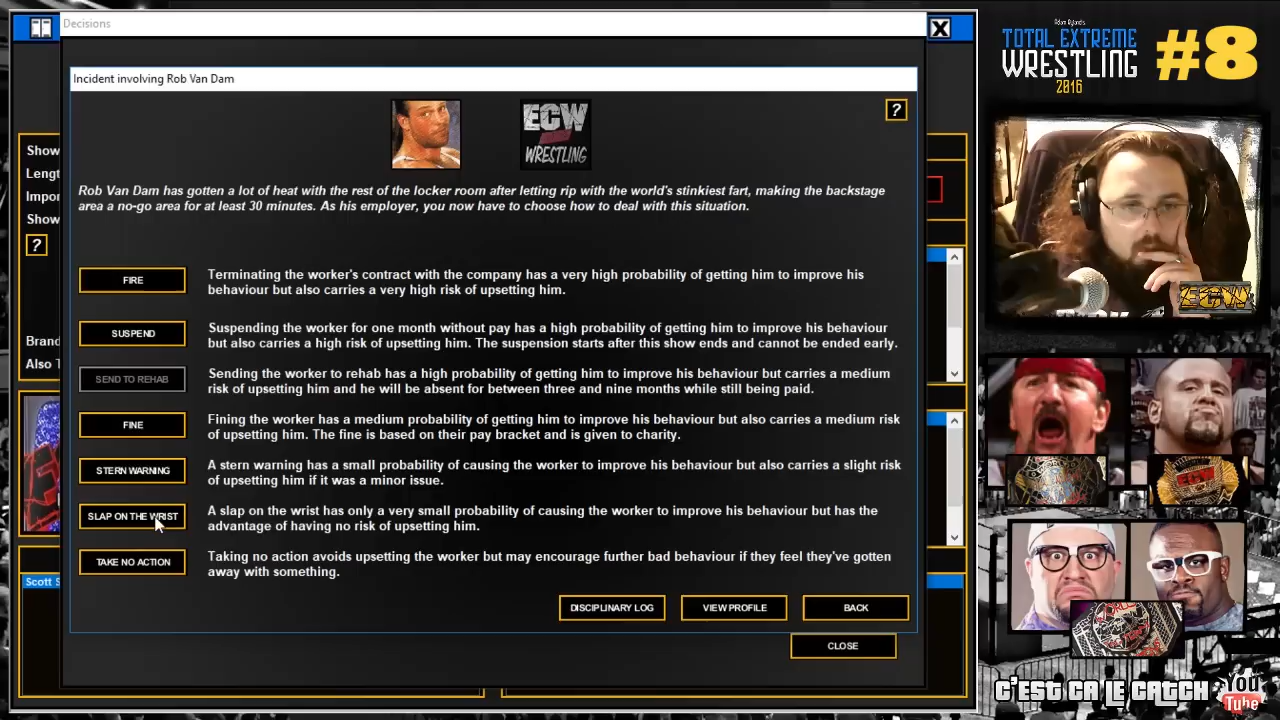 Decisions
X
Incident involving Rob Van Dam
ECW
WRESTLING
?
Rob Van Dam has gotten a lot of heat with the rest of the locker room after letting rip with the world's stinkiest fart, making the backstage
area a no-go area for at least 30 minutes. As his employer, you now have to choose how to deal with this situation.
FIRE
Terminating the worker's contract with the company has a very high probability of getting him to improve his
behaviour but also carries a very high risk of upsetting him.
SUSPEND
Suspending the worker for one month without pay has a high probability of getting him to improve his behaviour
but also carries a high risk of upsetting him. The suspension starts after this show ends and cannot be ended early.
SEND TO REHAB
Sending the worker to rehab has a high probability of getting him to improve his behaviour but carries a medium
risk of upsetting him and he will be absent for between three and nine months while still being paid.
FINE
Fining the worker has a medium probability of getting him to improve his behaviour but also carries a medium risk
of upsetting him. The fine is based on their pay bracket and is given to charity.
STERN WARNING
A stern warning has a small probability of causing the worker to improve his behaviour but also carries a slight risk
of upsetting him if it was a minor issue.
SLAP ON THE WRIST
A slap on the wrist has only a very small probability of causing the worker to improve his behaviour but has the
advantage of having no risk of upsetting him.
TAKE NO ACTION
Taking no action avoids upsetting the worker but may encourage further bad behaviour if they feel they've gotten
away with something.
DISCIPLINARY LOG
VIEW PROFILE
BACK
CLOSE
Show
Lengt
Impor
Show
?
Brand
Also T
Scott S
Adam Ryland's
TOTAL EXTREME
WRESTLING
2016
#8
ECW
ECW
C'EST CA LE CATCH
You
Tube